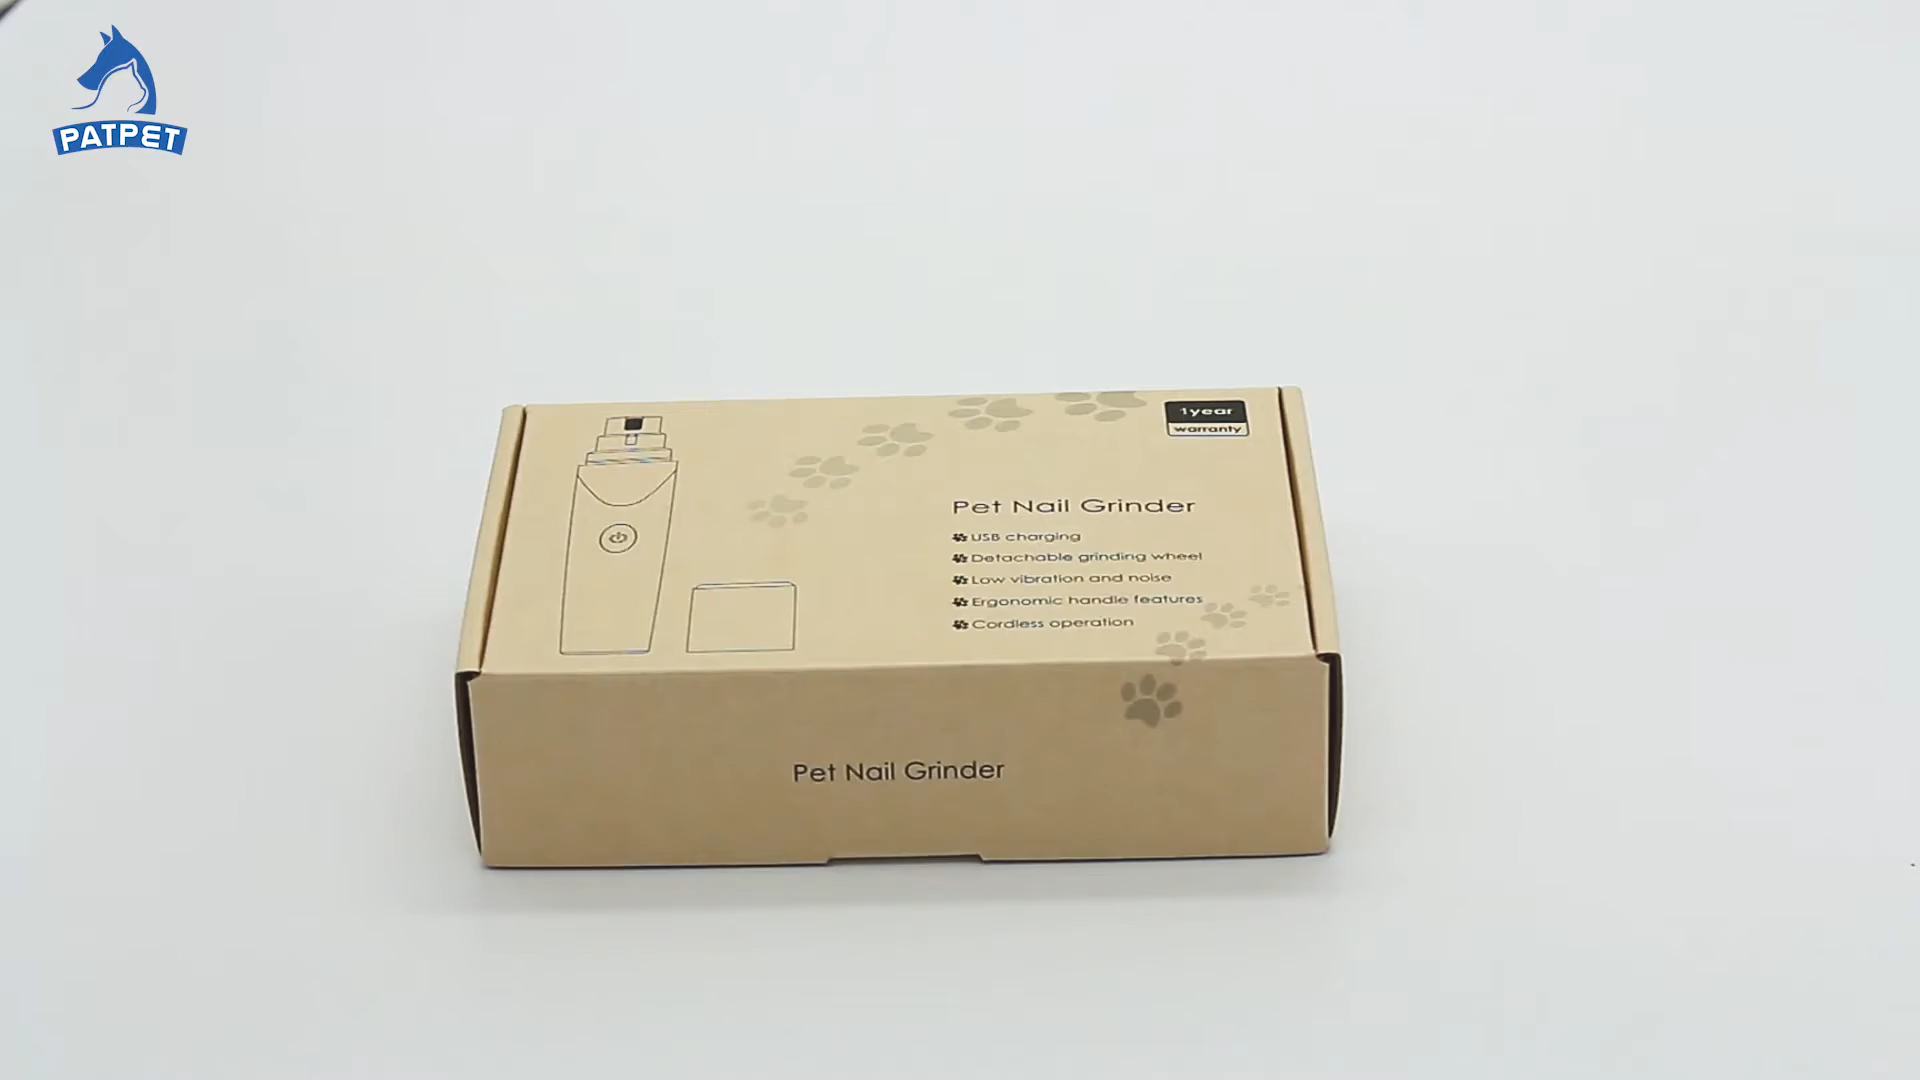 PATPET
1year
warranty
Pet Nail Grinder
USB charging
Detachable grinding wheel
Low vibration and noise
Ergonomic handle features
Cordless operation
Pet Nail Grinder